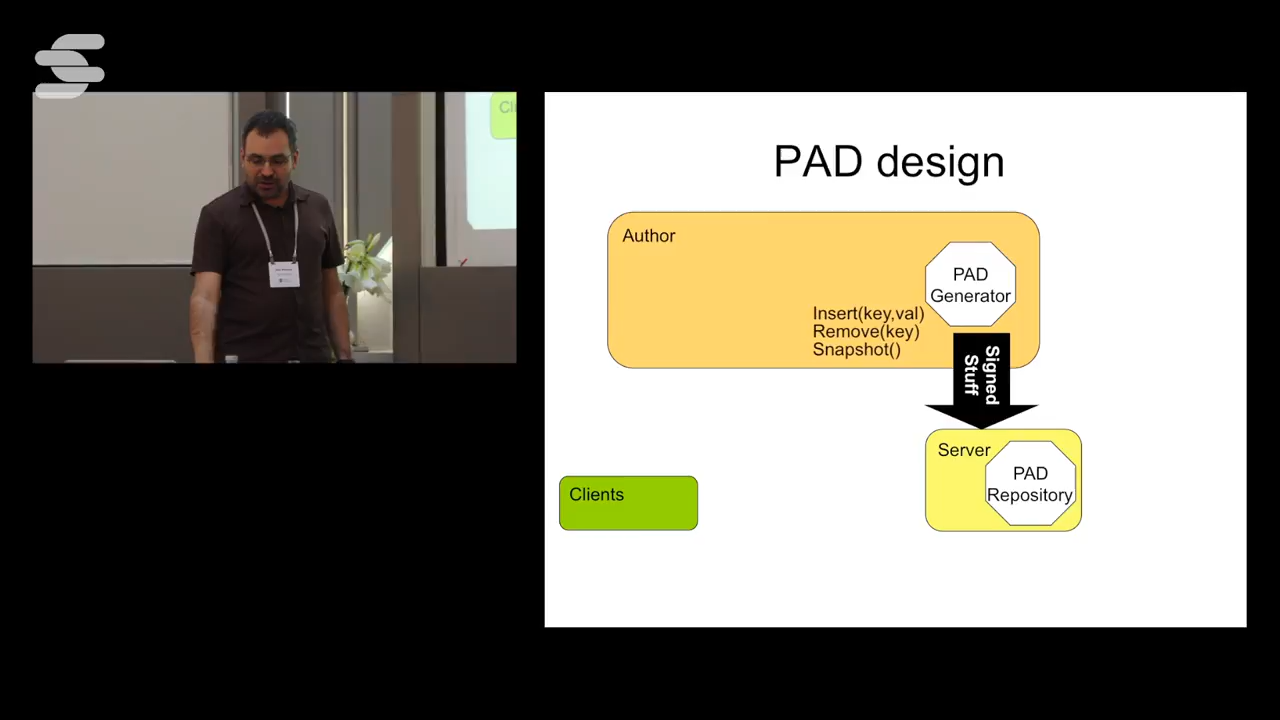 PAD design
Author
PAD
Generator
Insert(key,val)
Remove(key)
Snapshot()
Signed
Stuff
Server
PAD
Repository
Clients